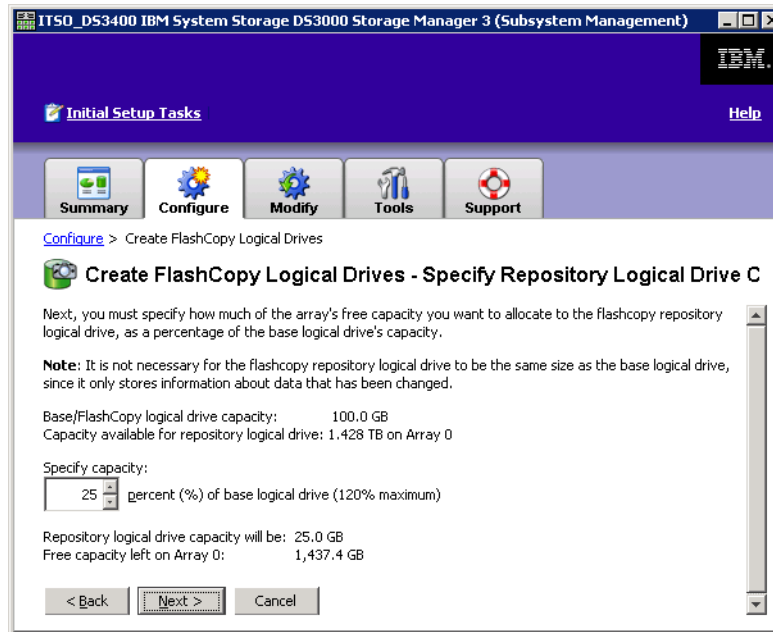 ITSO_DS3400 IBM System Storage DS3000 Storage Manager 3 (Subsystem Management)
IBM.
Initial Setup Tasks
Help
Summary
Configure
Modify
Tools
Support
Configure > Create FlashCopy Logical Drives
Create FlashCopy Logical Drives - Specify Repository Logical Drive C
Next, you must specify how much of the array's free capacity you want to allocate to the flashcopy repository
logical drive, as a percentage of the base logical drive's capacity.
Note: It is not necessary for the flashcopy repository logical drive to be the same size as the base logical drive,
since it only stores information about data that has been changed.
Base/FlashCopy logical drive capacity: 100.0 GB
Capacity available for repository logical drive: 1.428 TB on Array 0
Specify capacity:
25 percent (%) of base logical drive (120% maximum)
Repository logical drive capacity will be: 25.0 GB
Free capacity left on Array 0: 1,437.4 GB
< Back
Next >
Cancel